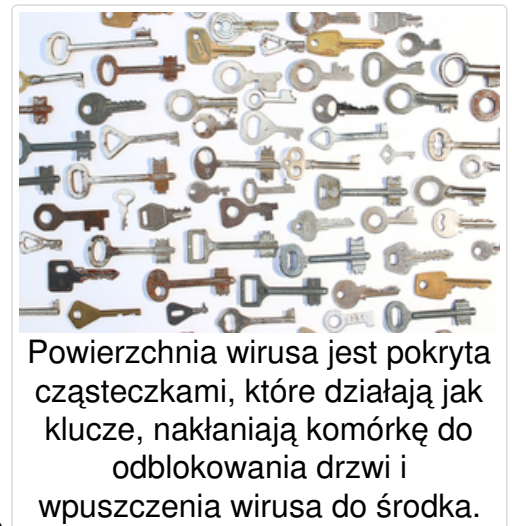 Powierzchnia wirusa jest pokryta
cząsteczkami, które działają jak
klucze, nakłaniają komórkę do
odblokowania drzwi i
wpuszczenia wirusa do środka.